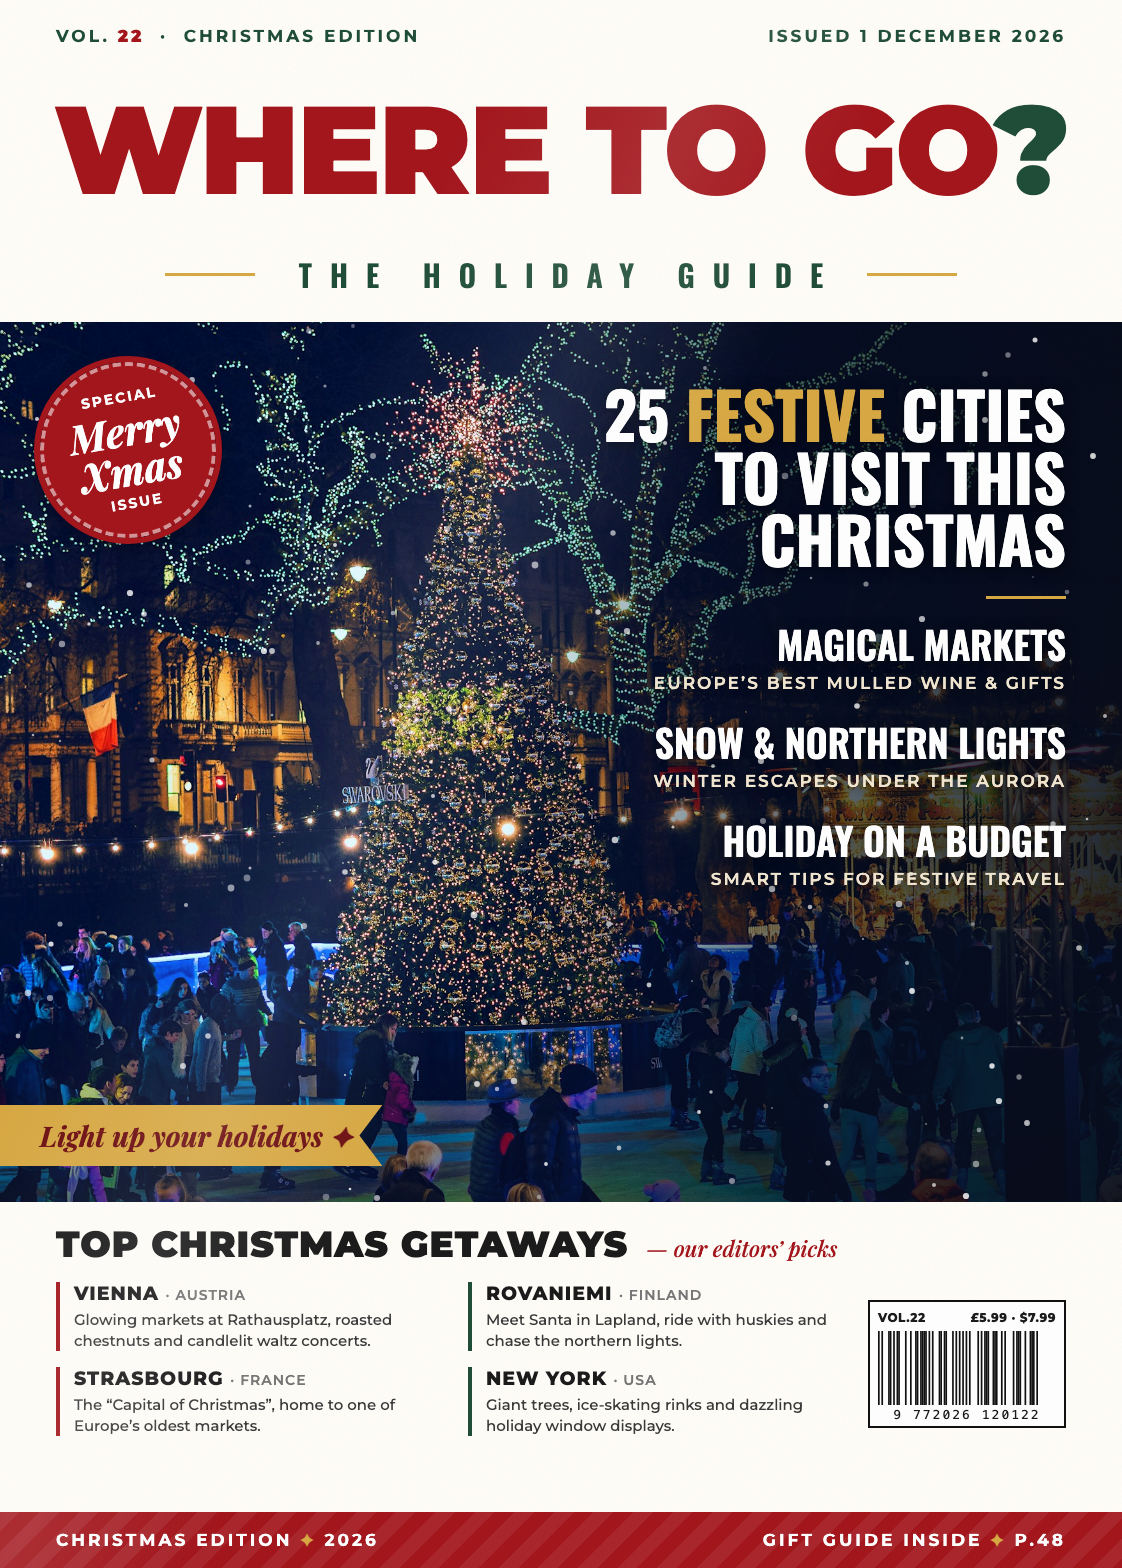 VOL. 22 · CHRISTMAS EDITION
ISSUED 1 DECEMBER 2026
WHERE TO GO?
THE HOLIDAY GUIDE
SPECIAL
Merry
Xmas
ISSUE
25 FESTIVE CITIES
TO VISIT THIS
CHRISTMAS
MAGICAL MARKETS
EUROPE’S BEST MULLED WINE & GIFTS
SNOW & NORTHERN LIGHTS
WINTER ESCAPES UNDER THE AURORA
HOLIDAY ON A BUDGET
SMART TIPS FOR FESTIVE TRAVEL
SWAROVSKI
Light up your holidays ✦
TOP CHRISTMAS GETAWAYS — our editors’ picks
VIENNA · AUSTRIA
Glowing markets at Rathausplatz, roasted
chestnuts and candlelit waltz concerts.
ROVANIEMI · FINLAND
Meet Santa in Lapland, ride with huskies and
chase the northern lights.
STRASBOURG · FRANCE
The “Capital of Christmas”, home to one of
Europe’s oldest markets.
NEW YORK · USA
Giant trees, ice-skating rinks and dazzling
holiday window displays.
VOL.22 £5.99 · $7.99
9 772026 120122
CHRISTMAS EDITION ✦ 2026
GIFT GUIDE INSIDE ✦ P.48